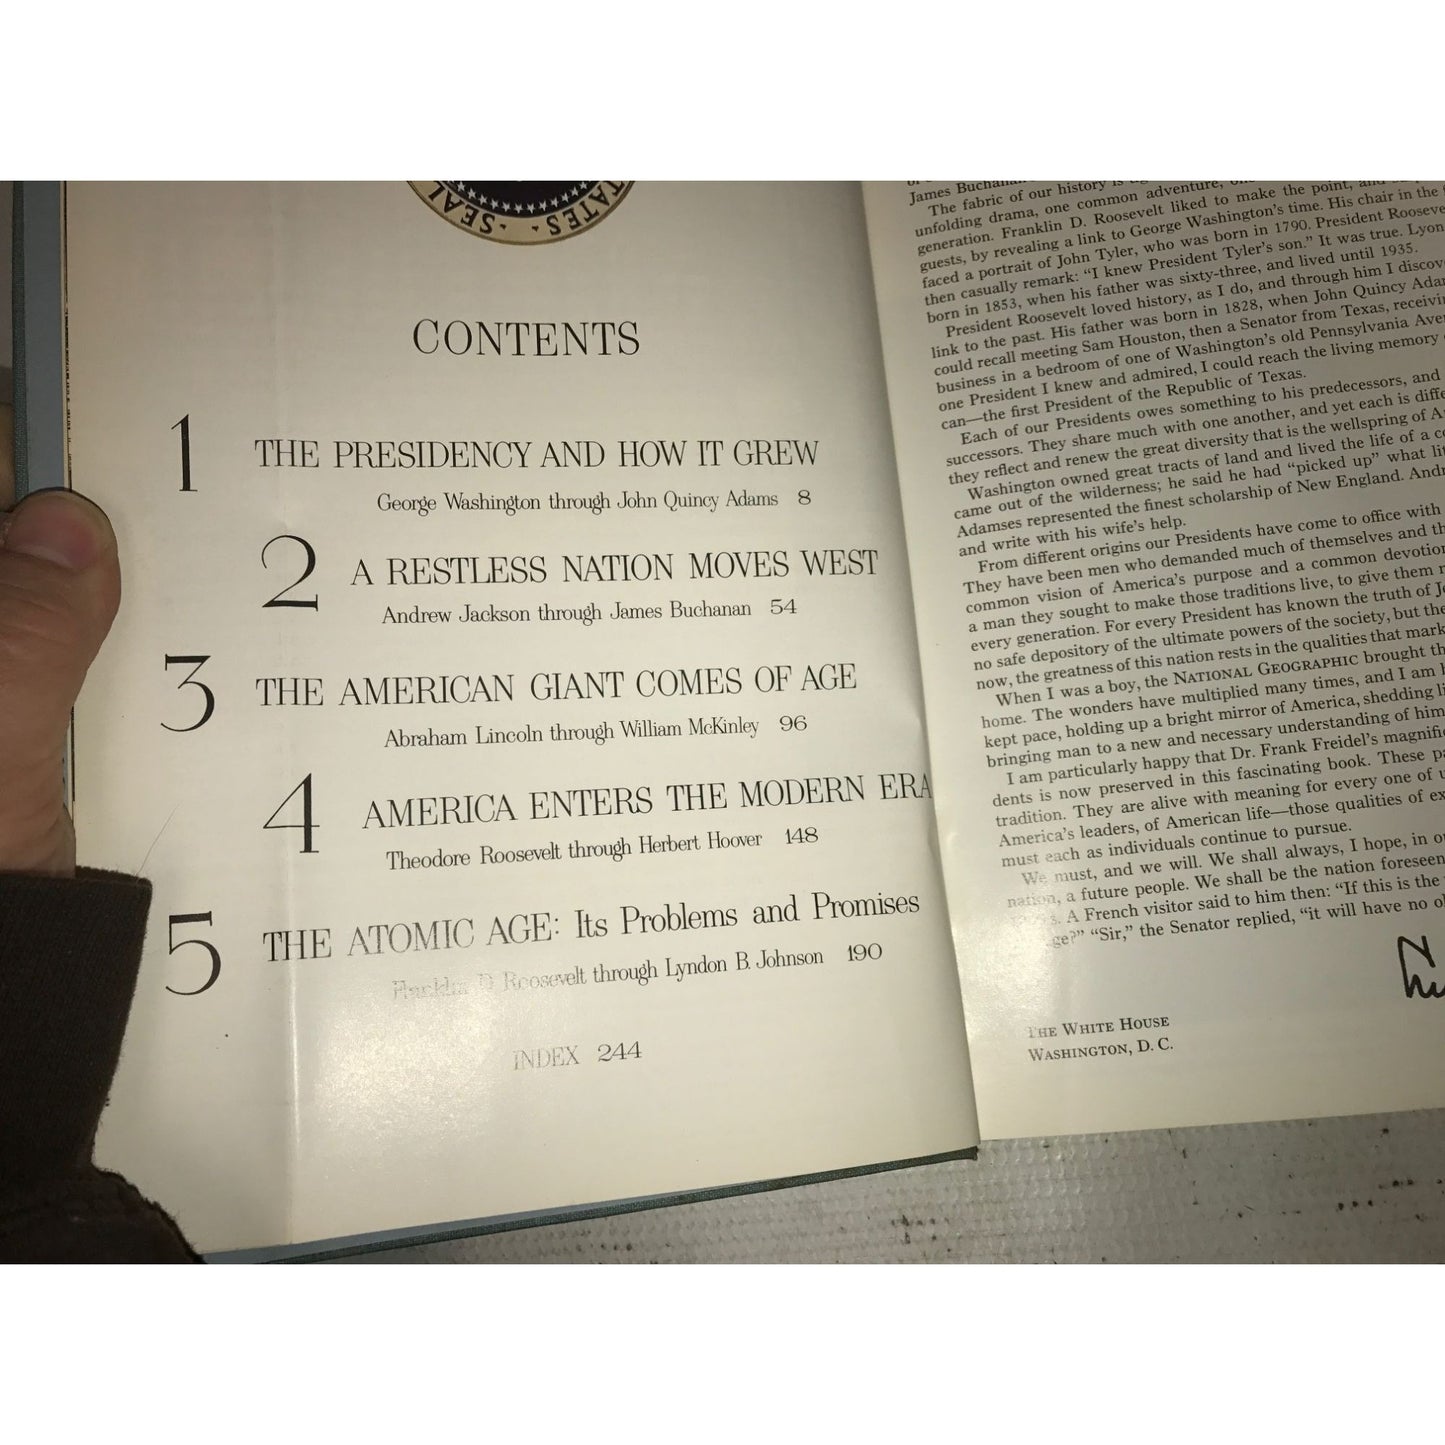 SEAL · · STATES ·
CONTENTS
1 THE PRESIDENCY AND HOW IT GREW
George Washington through John Quincy Adams 8
2 A RESTLESS NATION MOVES WEST
Andrew Jackson through James Buchanan 54
3 THE AMERICAN GIANT COMES OF AGE
Abraham Lincoln through William McKinley 96
4 AMERICA ENTERS THE MODERN ERA
Theodore Roosevelt through Herbert Hoover 148
5 THE ATOMIC AGE: Its Problems and Promises
Franklin D. Roosevelt through Lyndon B. Johnson 190
INDEX 244
James Buchanan
The fabric of our history is
unfolding drama, one common adventure,
generation. Franklin D. Roosevelt liked to make the point, and
guests, by revealing a link to George Washington's time. His chair in the
faced a portrait of John Tyler, who was born in 1790. President Rooseve
then casually remark: "I knew President Tyler's son." It was true. Lyon
born in 1853, when his father was sixty-three, and lived until 1935.
President Roosevelt loved history, as I do, and through him I discov
link to the past. His father was born in 1828, when John Quincy Ada
could recall meeting Sam Houston, then a Senator from Texas, receivi
business in a bedroom of one of Washington's old Pennsylvania Ave
one President I knew and admired, I could reach the living memory
can—the first President of the Republic of Texas.
Each of our Presidents owes something to his predecessors, and
successors. They share much with one another, and yet each is diffe
they reflect and renew the great diversity that is the wellspring of A
Washington owned great tracts of land and lived the life of a c
came out of the wilderness; he said he had "picked up" what lit
Adamses represented the finest scholarship of New England. Andr
and write with his wife's help.
From different origins our Presidents have come to office with
They have been men who demanded much of themselves and th
common vision of America's purpose and a common devotion
a man they sought to make those traditions live, to give them r
every generation. For every President has known the truth of Je
no safe depository of the ultimate powers of the society, but the
now, the greatness of this nation rests in the qualities that mark
When I was a boy, the NATIONAL GEOGRAPHIC brought th
home. The wonders have multiplied many times, and I am
kept pace, holding up a bright mirror of America, shedding li
bringing man to a new and necessary understanding of him
I am particularly happy that Dr. Frank Freidel's magnifi
dents is now preserved in this fascinating book. These pa
tradition. They are alive with meaning for every one of u
America's leaders, of American life—those qualities of ex
must each as individuals continue to pursue.
We must, and we will. We shall always, I hope, in o
nation, a future people. We shall be the nation foreseen
A French visitor said to him then: "If this is the
ge?" "Sir," the Senator replied, "it will have no ol
THE WHITE HOUSE
WASHINGTON, D. C.